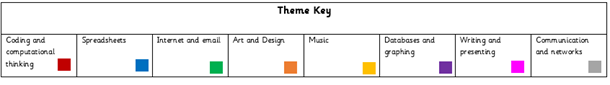 Theme Key
Coding and computational thinking
Spreadsheets
Internet and email
Art and Design
Music
Databases and graphing
Writing and presenting
Communication and networks